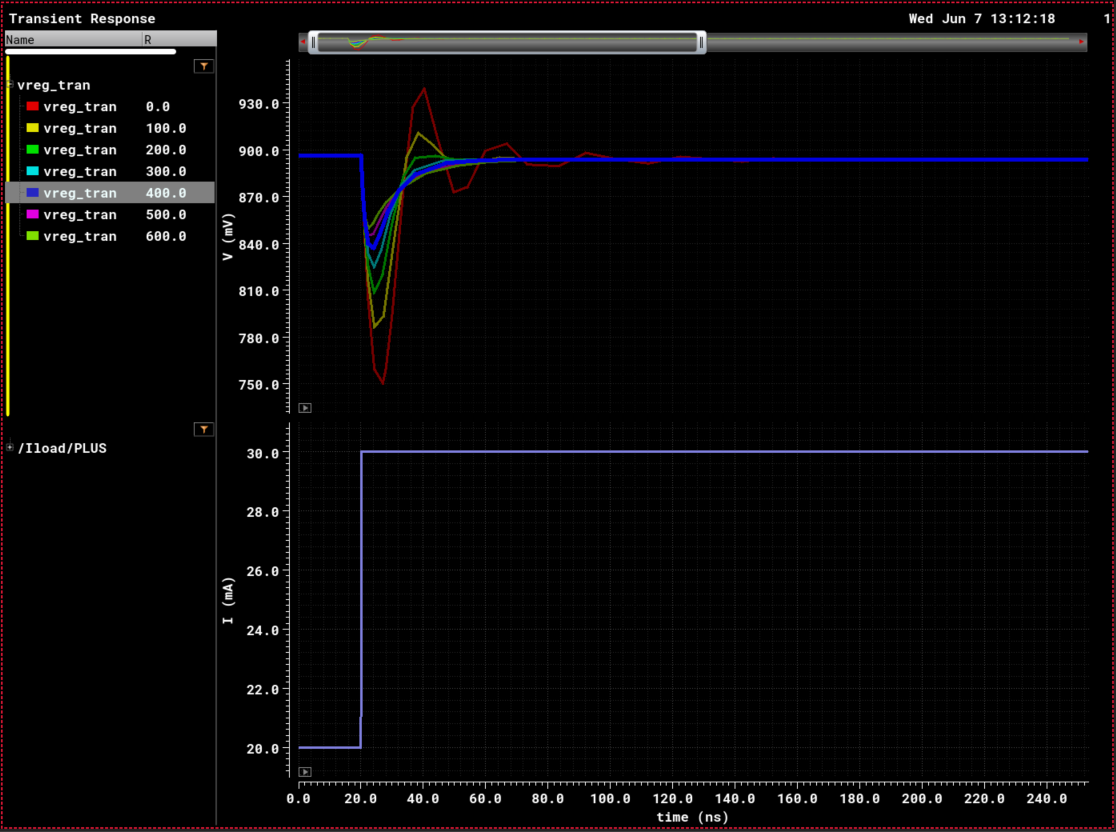 Transient Response
Wed Jun 7 13:12:18 1
Name R
vreg_tran
vreg_tran 0.0
vreg_tran 100.0
vreg_tran 200.0
vreg_tran 300.0
vreg_tran 400.0
vreg_tran 500.0
vreg_tran 600.0
V (mV)
930.0
900.0
870.0
840.0
810.0
780.0
750.0
/Iload/PLUS
I (mA)
30.0
28.0
26.0
24.0
22.0
20.0
0.0 20.0 40.0 60.0 80.0 100.0 120.0 140.0 160.0 180.0 200.0 220.0 240.0
time (ns)